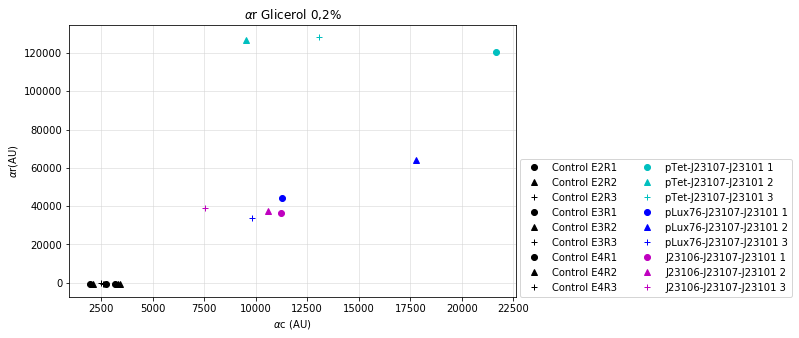 αr Glicerol 0,2%
120000
100000
80000
60000
40000
20000
0
αr(AU)
2500
5000
7500
10000
12500
15000
17500
20000
22500
αc (AU)
Control E2R1
Control E2R2
Control E2R3
Control E3R1
Control E3R2
Control E3R3
Control E4R1
Control E4R2
Control E4R3
pTet-J23107-J23101 1
pTet-J23107-J23101 2
pTet-J23107-J23101 3
pLux76-J23107-J23101 1
pLux76-J23107-J23101 2
pLux76-J23107-J23101 3
J23106-J23107-J23101 1
J23106-J23107-J23101 2
J23106-J23107-J23101 3